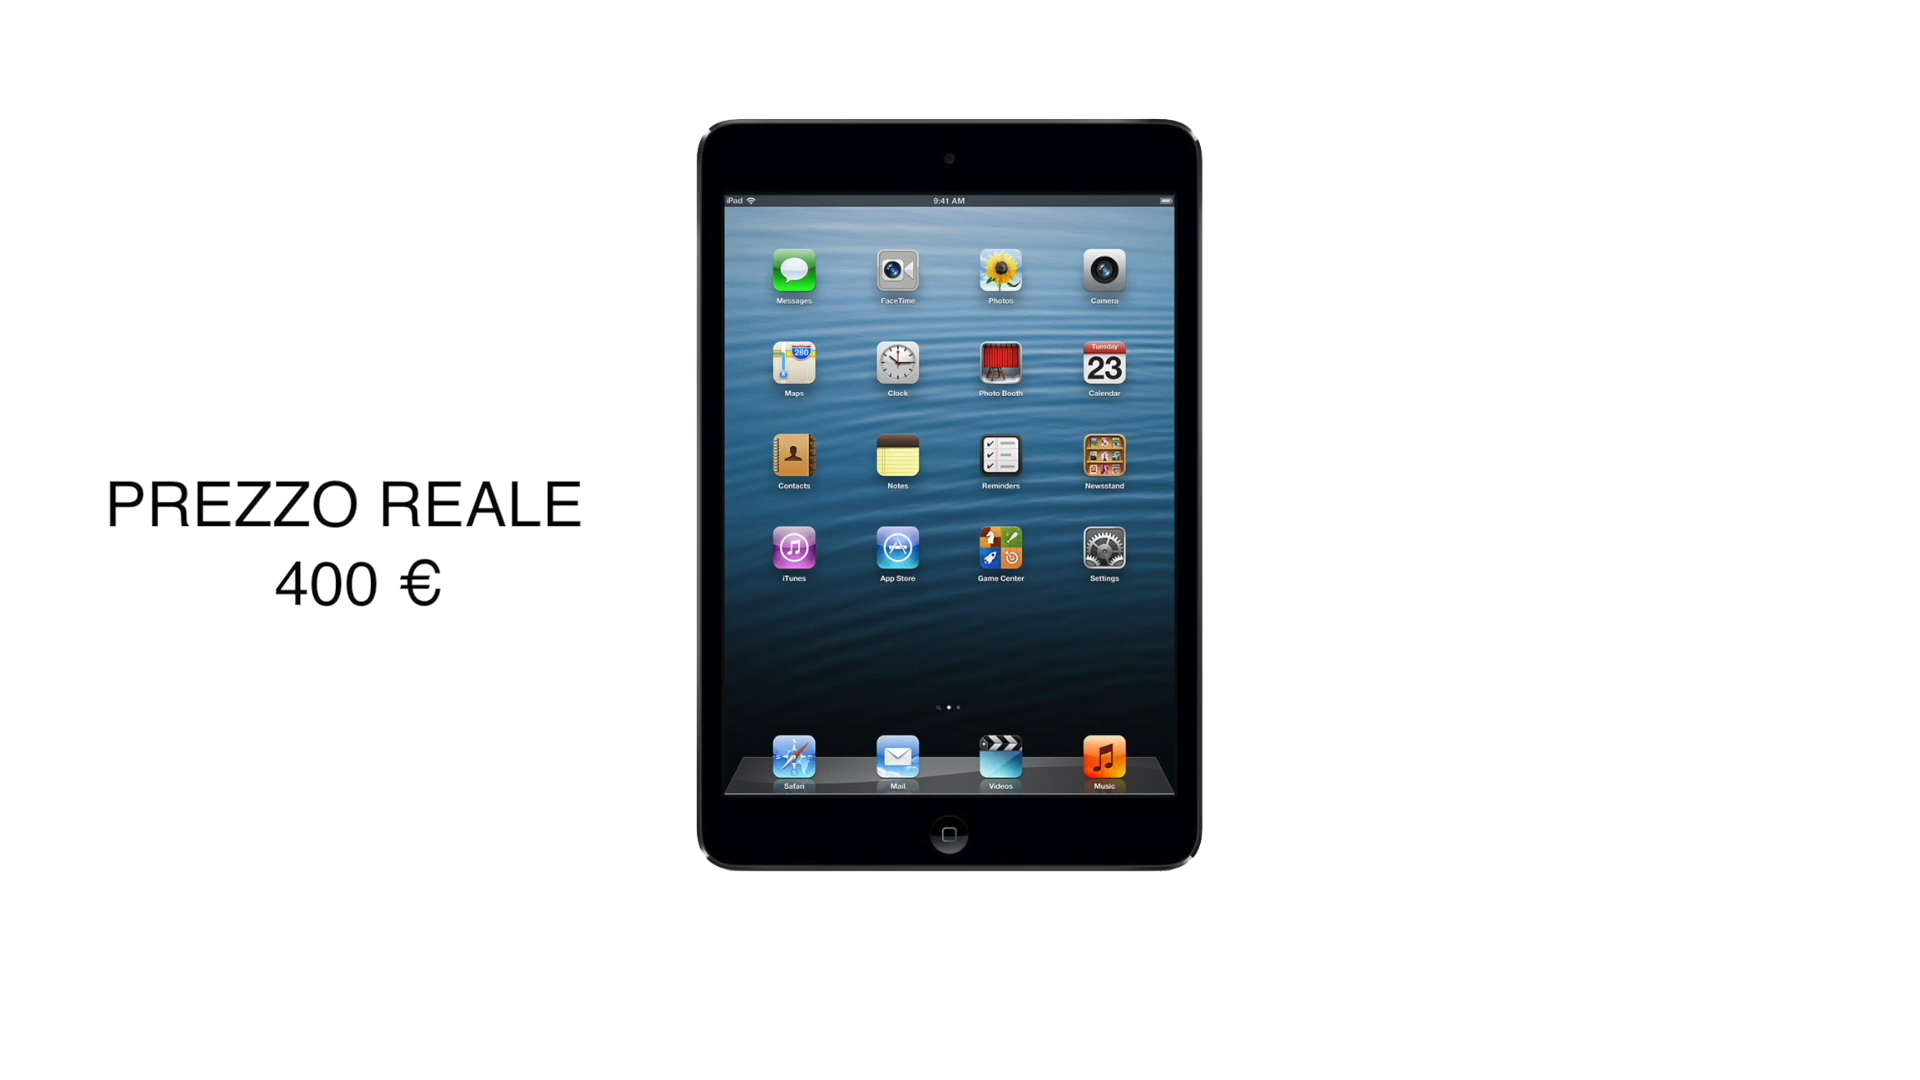 iPad 9:41 AM
Messages FaceTime Photos Camera
280 Tuesday
23
Maps Clock Photo Booth Calendar
Contacts Notes Reminders Newsstand
PREZZO REALE
400 €
iTunes App Store Game Center Settings
Safari Mail Videos Music